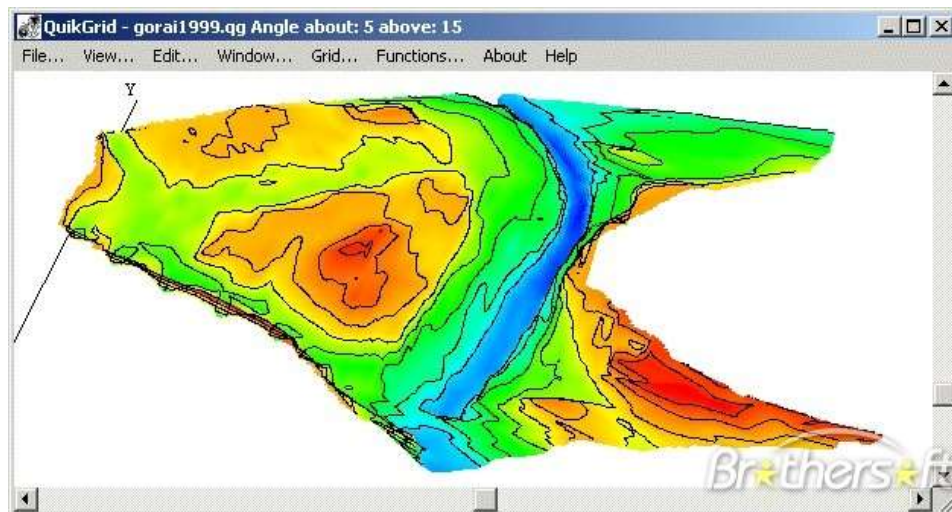 QuikGrid - gorai1999.qg Angle about: 5 above: 15
File... View... Edit... Window... Grid... Functions... About Help
Y
Brothersoft